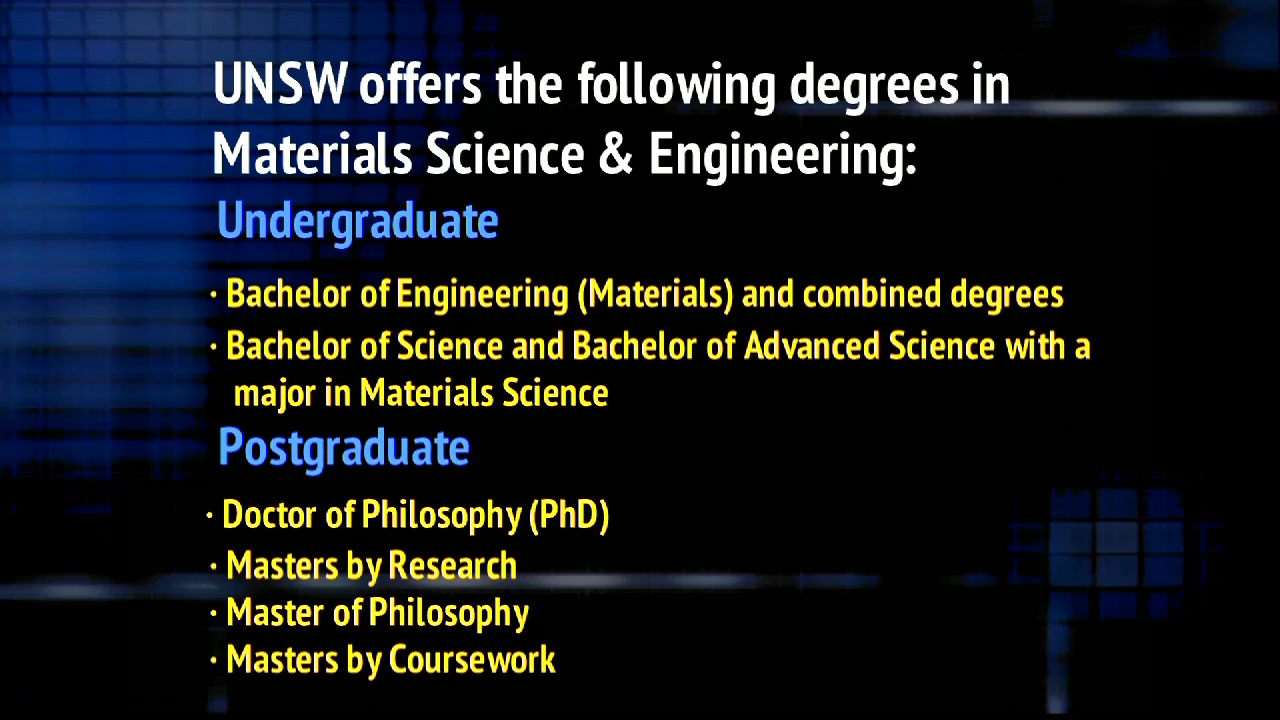 UNSW offers the following degrees in
Materials Science & Engineering:
Undergraduate
· Bachelor of Engineering (Materials) and combined degrees
· Bachelor of Science and Bachelor of Advanced Science with a
major in Materials Science
Postgraduate
· Doctor of Philosophy (PhD)
· Masters by Research
· Master of Philosophy
· Masters by Coursework